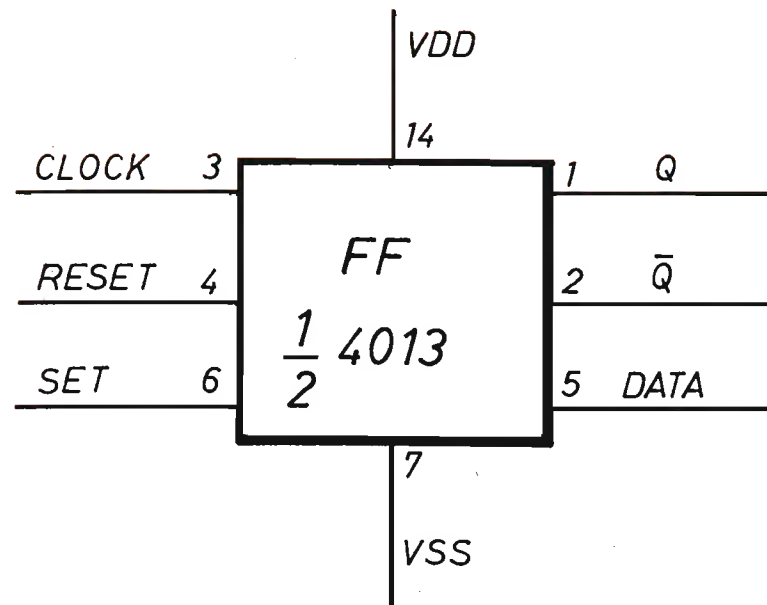 VDD
14
CLOCK 3
1 Q
FF
RESET 4
2 Q̄
1/2 4013
SET 6
5 DATA
7
VSS